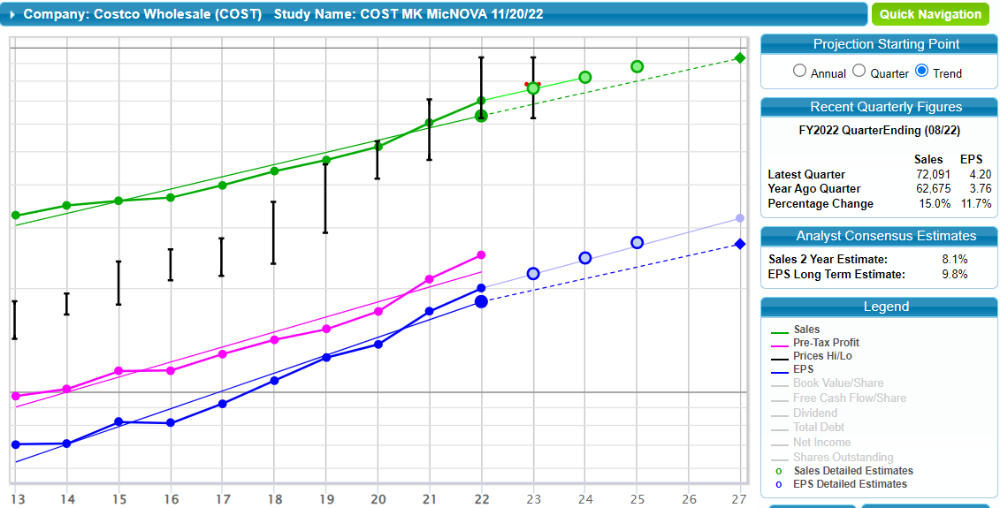 Company: Costco Wholesale (COST) Study Name: COST MK MicNOVA 11/20/22
Quick Navigation
Projection Starting Point
Annual Quarter Trend
Recent Quarterly Figures
FY2022 QuarterEnding (08/22)
Sales EPS
Latest Quarter 72,091 4.20
Year Ago Quarter 62,675 3.76
Percentage Change 15.0% 11.7%
Analyst Consensus Estimates
Sales 2 Year Estimate: 8.1%
EPS Long Term Estimate: 9.8%
Legend
Sales
Pre-Tax Profit
Prices Hi/Lo
EPS
Book Value/Share
Free Cash Flow/Share
Dividend
Total Debt
Net Income
Shares Outstanding
Sales Detailed Estimates
EPS Detailed Estimates
13 14 15 16 17 18 19 20 21 22 23 24 25 26 27